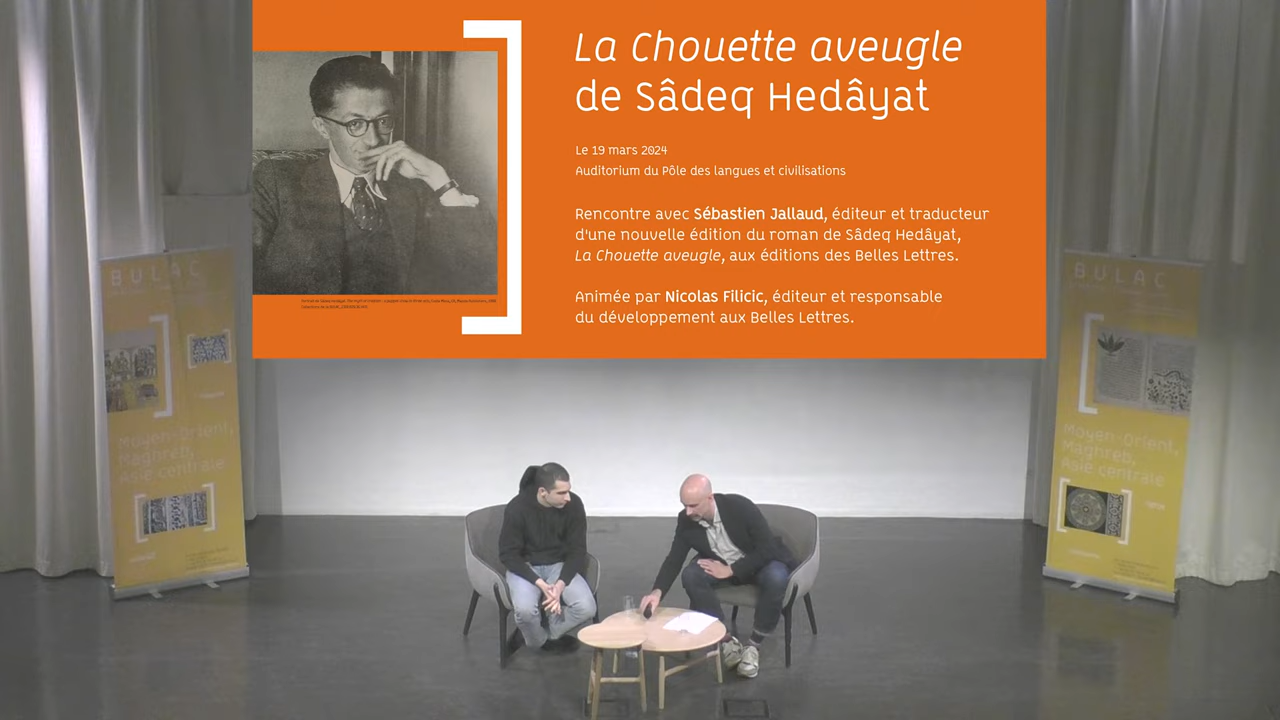 La Chouette aveugle
de Sâdeq Hedâyat
Le 19 mars 2024
Auditorium du Pôle des langues et civilisations
Rencontre avec Sébastien Jallaud, éditeur et traducteur
d'une nouvelle édition du roman de Sâdeq Hedâyat,
La Chouette aveugle, aux éditions des Belles Lettres.
Animée par Nicolas Filicic, éditeur et responsable
du développement aux Belles Lettres.
BULAC
Moyen-Orient,
Maghreb,
Asie centrale
BULAC
Moyen-Orient,
Maghreb,
Asie centrale